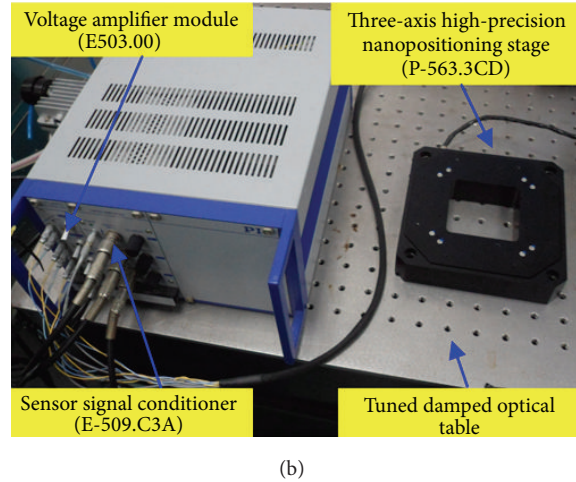 Voltage amplifier module
(E503.00)
Three-axis high-precision
nanopositioning stage
(P-563.3CD)
PI
Sensor signal conditioner
(E-509.C3A)
Tuned damped optical
table
(b)